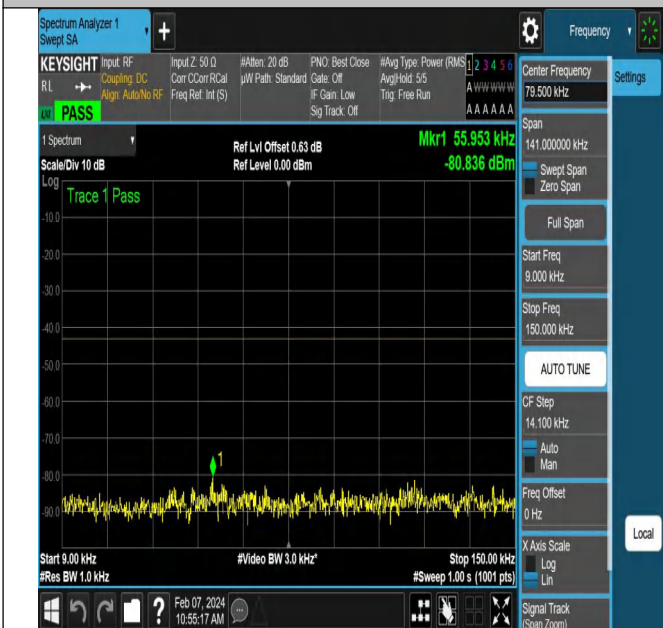 Spectrum Analyzer 1
Swept SA
+
Frequency
KEYSIGHT
RL
PASS
Input: RF
Coupling: DC
Align: Auto/No RF
Input Z: 50 Ω
Corr CCorr RCal
Freq Ref: Int (S)
#Atten: 20 dB
µW Path: Standard
PNO: Best Close
Gate: Off
IF Gain: Low
Sig Track: Off
#Avg Type: Power (RMS
Avg|Hold: 5/5
Trig: Free Run
1 2 3 4 5 6
A W W W W W
A A A A A A
1 Spectrum
Scale/Div 10 dB
Ref Lvl Offset 0.63 dB
Ref Level 0.00 dBm
Mkr1 55.953 kHz
-80.836 dBm
Log
Trace 1 Pass
-10.0
-20.0
-30.0
-40.0
-50.0
-60.0
-70.0
-80.0
-90.0
1
Start 9.00 kHz
#Res BW 1.0 kHz
#Video BW 3.0 kHz*
Stop 150.00 kHz
#Sweep 1.00 s (1001 pts)
?
Feb 07, 2024
10:55:17 AM
Center Frequency
79.500 kHz
Settings
Span
141.000000 kHz
Swept Span
Zero Span
Full Span
Start Freq
9.000 kHz
Stop Freq
150.000 kHz
AUTO TUNE
CF Step
14.100 kHz
Auto
Man
Freq Offset
0 Hz
X Axis Scale
Log
Lin
Local
Signal Track
(Span Zoom)